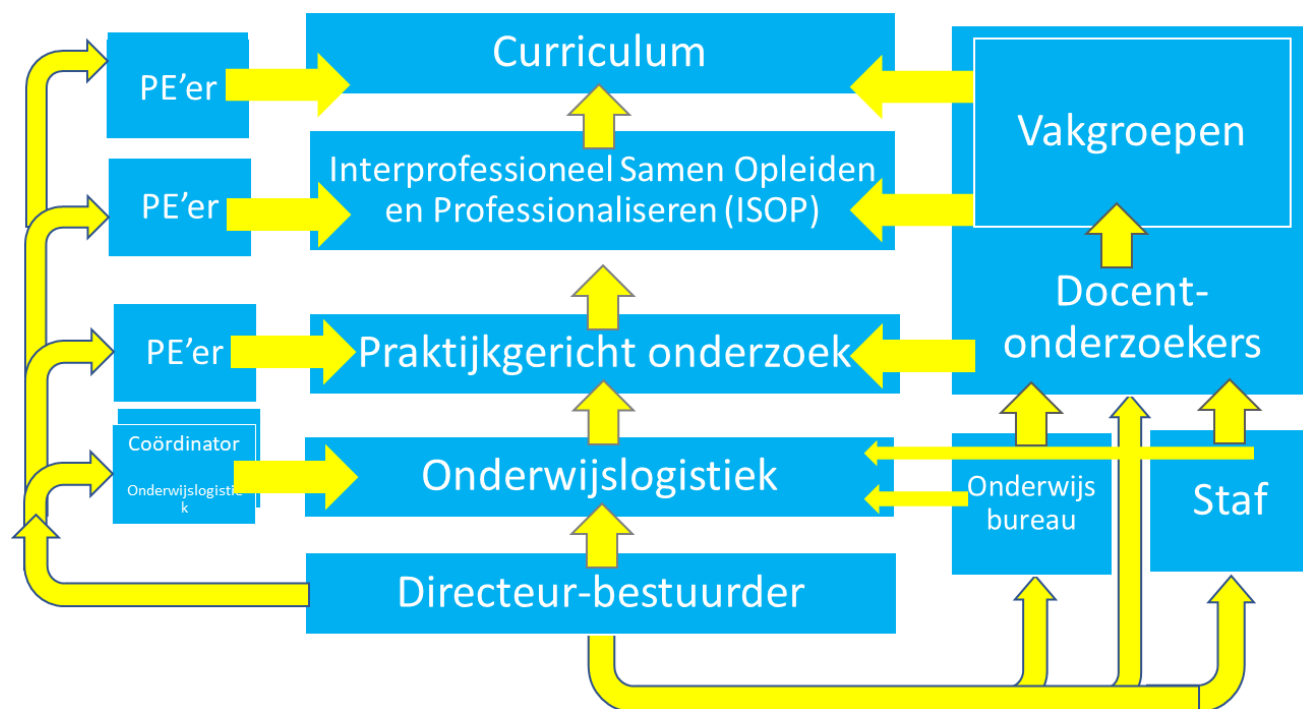 PE’er
Curriculum
Vakgroepen
PE’er
Interprofessioneel Samen Opleiden
en Professionaliseren (ISOP)
Docent-
onderzoekers
PE’er
Praktijkgericht onderzoek
Coördinator
Onderwijslogistie
k
Onderwijslogistiek
Onderwijs
bureau
Staf
Directeur-bestuurder